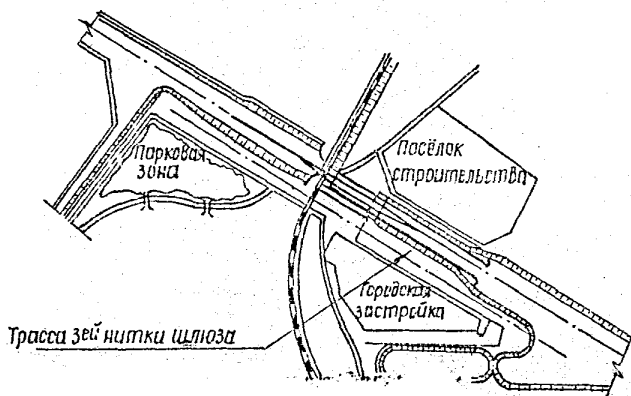 Парковая
зона
Посёлок
строительства
Городская
застройка
Трасса 3ей нитки шлюза